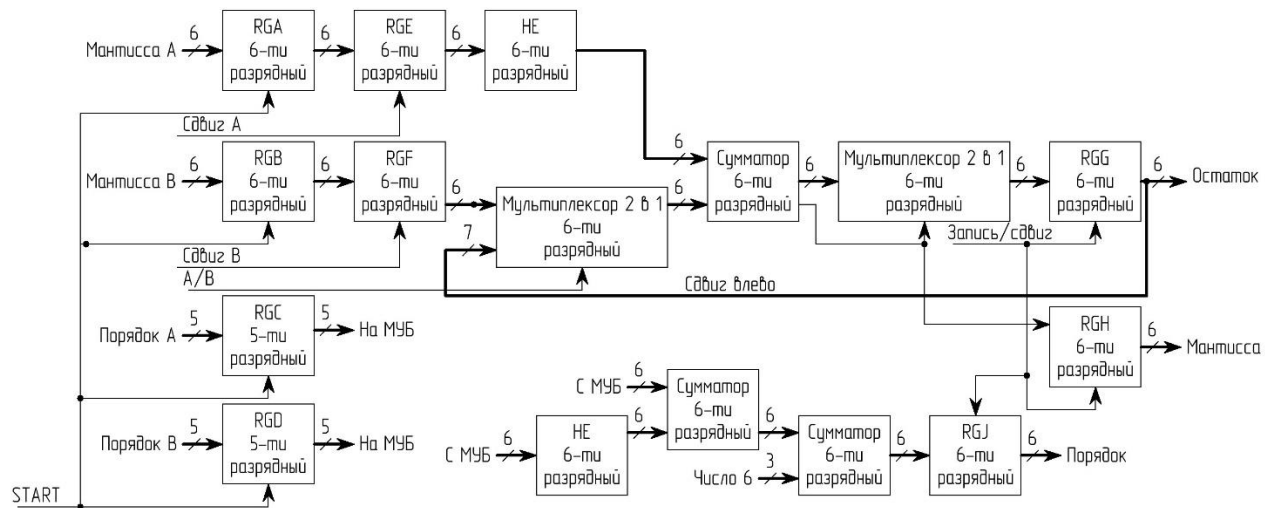 Мантисса А
6
RGA
6-ти
разрядный
6
RGE
6-ти
разрядный
6
НЕ
6-ти
разрядный
Сдвиг А
Мантисса В
6
RGB
6-ти
разрядный
6
RGF
6-ти
разрядный
6
Мультиплексор 2 в 1
6-ти
разрядный
7
6
6
Сумматор
6-ти
разрядный
6
Мультиплексор 2 в 1
6-ти
разрядный
6
RGG
6-ти
разрядный
6
Остаток
Запись/сдвиг
Сдвиг В
А/В
Сдвиг влево
Порядок А
5
RGC
5-ти
разрядный
5
На МУБ
RGH
6-ти
разрядный
6
Мантисса
Порядок В
5
RGD
5-ти
разрядный
5
На МУБ
С МУБ
6
Сумматор
6-ти
разрядный
С МУБ
6
НЕ
6-ти
разрядный
6
6
Число 6
3
Сумматор
6-ти
разрядный
6
RGJ
6-ти
разрядный
6
Порядок
START